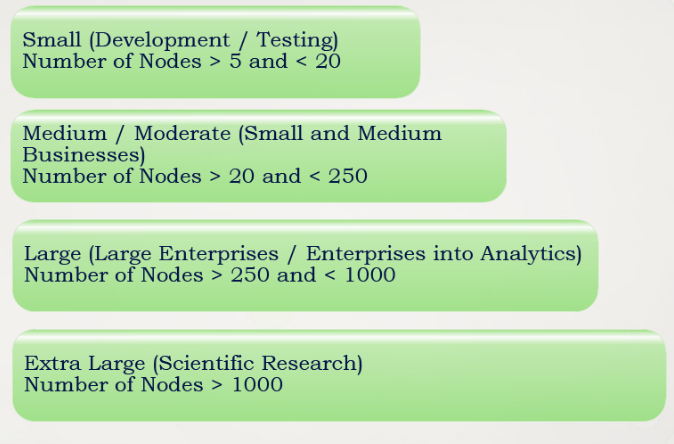 Small (Development / Testing)
Number of Nodes > 5 and < 20
Medium / Moderate (Small and Medium
Businesses)
Number of Nodes > 20 and < 250
Large (Large Enterprises / Enterprises into Analytics)
Number of Nodes > 250 and < 1000
Extra Large (Scientific Research)
Number of Nodes > 1000